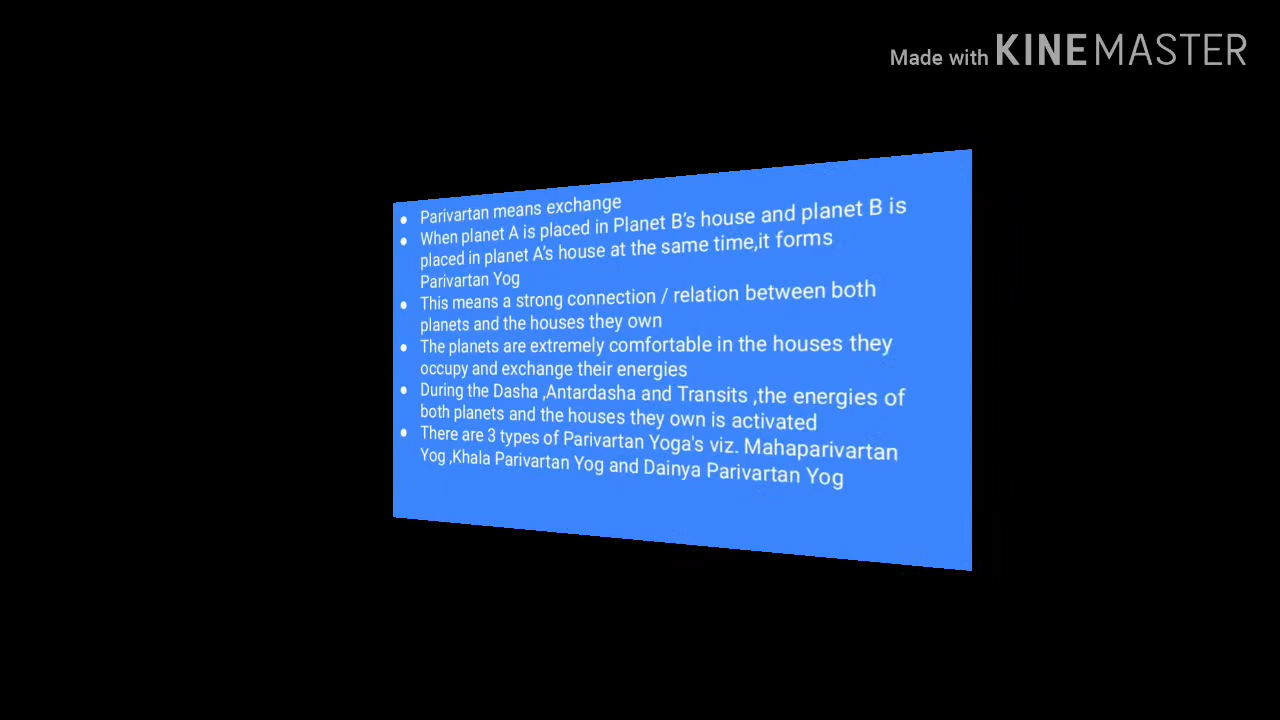 Made with KINEMASTER
• Parivartan means exchange
• When planet A is placed in Planet B's house and planet B is
placed in planet A's house at the same time,it forms
Parivartan Yog
• This means a strong connection / relation between both
planets and the houses they own
• The planets are extremely comfortable in the houses they
occupy and exchange their energies
• During the Dasha ,Antardasha and Transits ,the energies of
both planets and the houses they own is activated
• There are 3 types of Parivartan Yoga's viz. Mahaparivartan
Yog ,Khala Parivartan Yog and Dainya Parivartan Yog